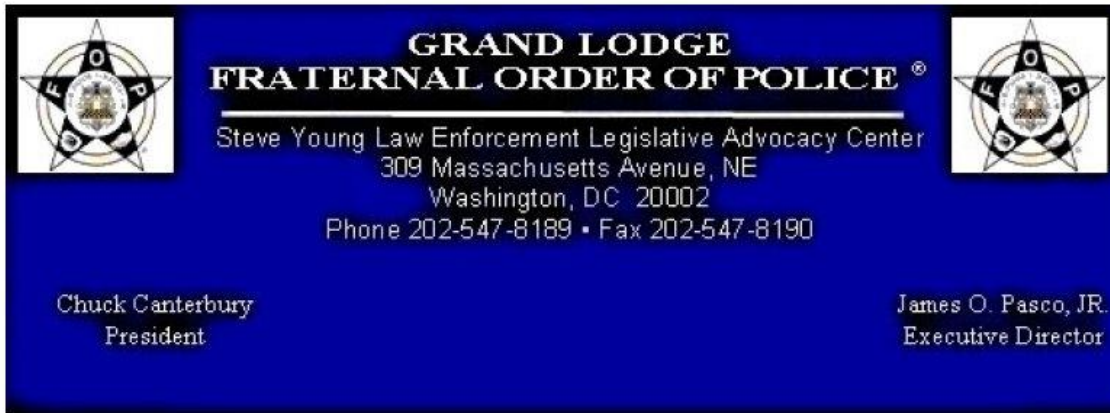 GRAND LODGE
FRATERNAL ORDER OF POLICE ®
Steve Young Law Enforcement Legislative Advocacy Center
309 Massachusetts Avenue, NE
Washington, DC 20002
Phone 202-547-8189 • Fax 202-547-8190
Chuck Canterbury
President
James O. Pasco, JR.
Executive Director
F O P
F O P